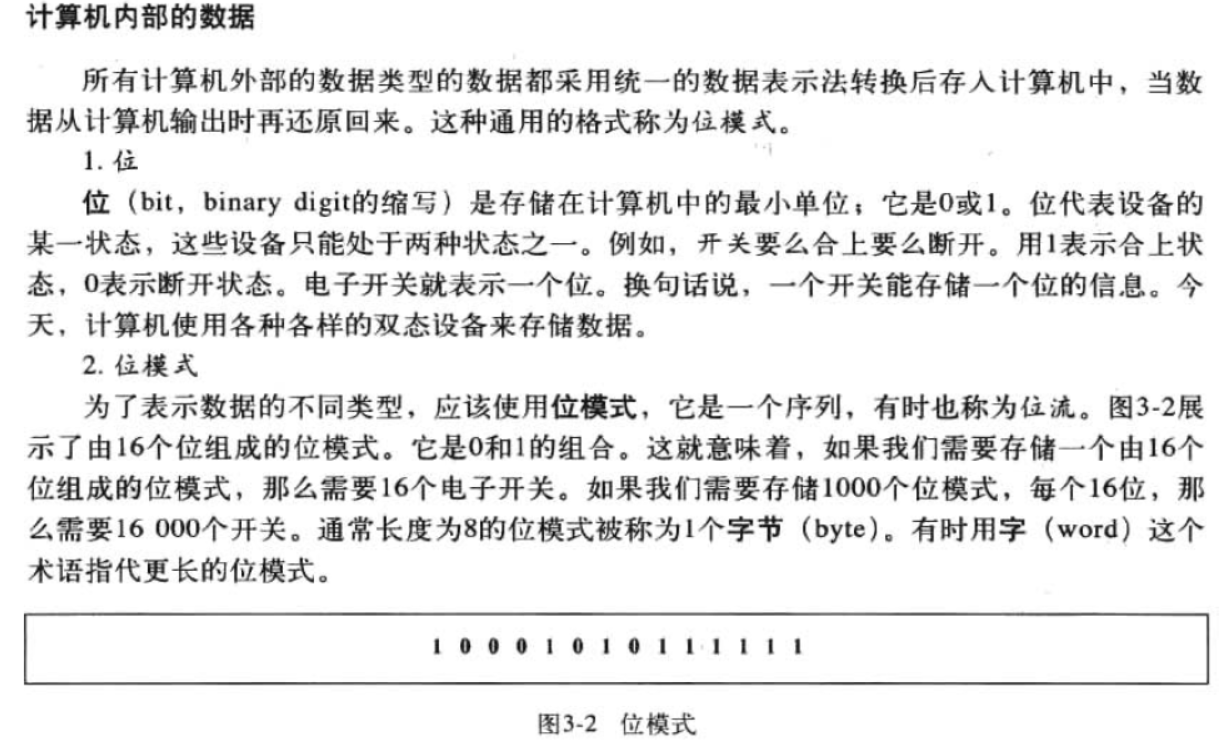 计算机内部的数据
所有计算机外部的数据类型的数据都采用统一的数据表示法转换后存入计算机中，当数
据从计算机输出时再还原回来。这种通用的格式称为位模式。
1. 位
位（bit，binary digit的缩写）是存储在计算机中的最小单位；它是0或1。位代表设备的
某一状态，这些设备只能处于两种状态之一。例如，开关要么合上要么断开。用1表示合上状
态，0表示断开状态。电子开关就表示一个位。换句话说，一个开关能存储一个位的信息。今
天，计算机使用各种各样的双态设备来存储数据。
2. 位模式
为了表示数据的不同类型，应该使用位模式，它是一个序列，有时也称为位流。图3-2展
示了由16个位组成的位模式。它是0和1的组合。这就意味着，如果我们需要存储一个由16个
位组成的位模式，那么需要16个电子开关。如果我们需要存储1000个位模式，每个16位，那
么需要16 000个开关。通常长度为8的位模式被称为1个字节（byte）。有时用字（word）这个
术语指代更长的位模式。
1 0 0 0 1 0 1 0 1 1 1 1 1 1
图3-2 位模式